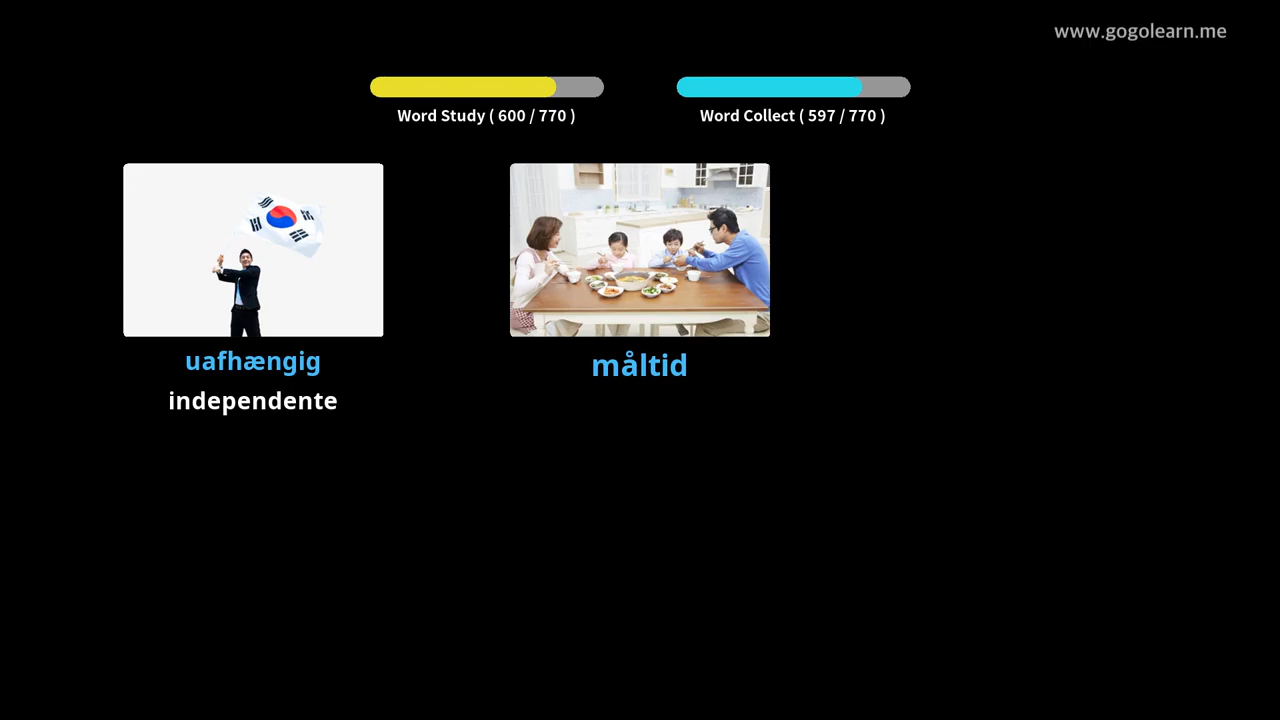 www.gogolearn.me
Word Study ( 600 / 770 )
Word Collect ( 597 / 770 )
uafhængig
independente
måltid